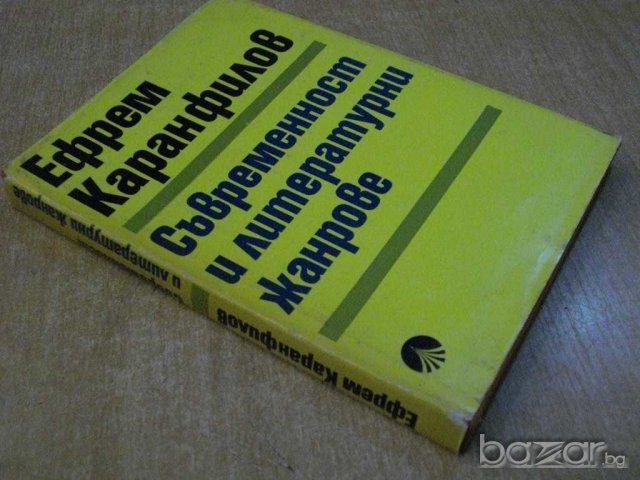 Ефрем
Каранфилов
Съвременност
и литературни
жанрове
Ефрем Каранфилов
Съвременност
и литературни жанрове
bazar.bg